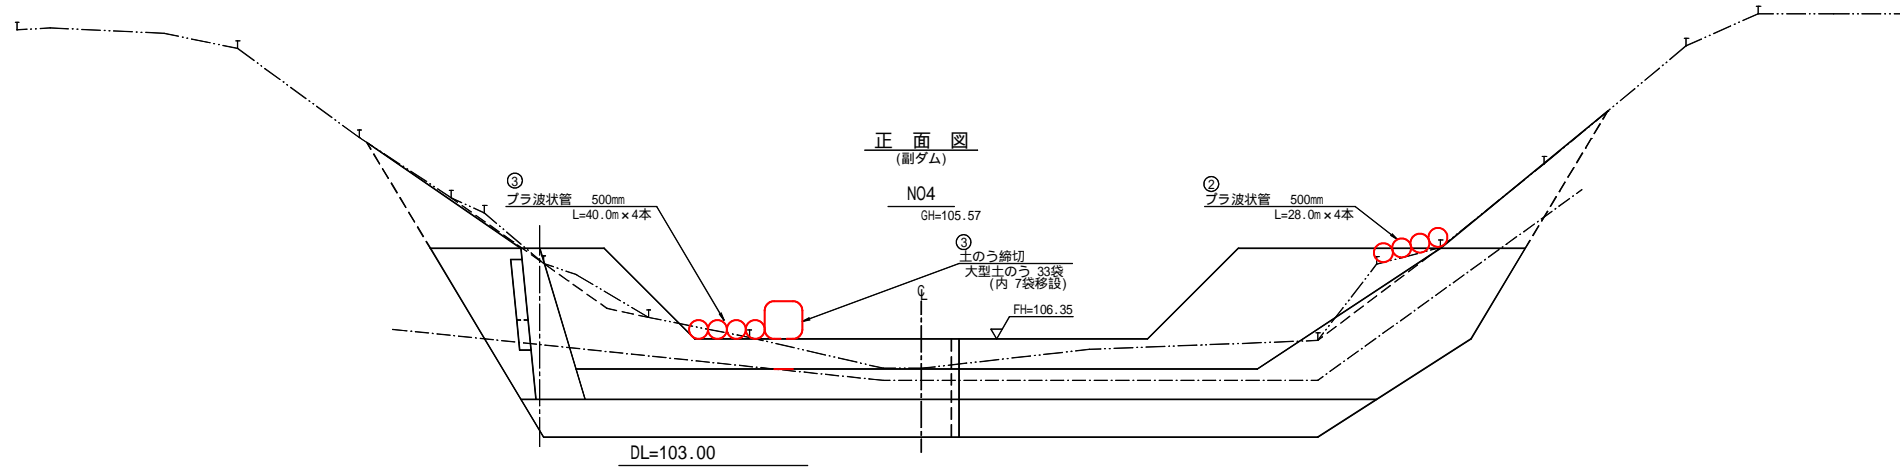 正面図
(副ダム)
NO4
GH=105.57
③
プラ波状管 500mm
L=40.0m×4本
②
プラ波状管 500mm
L=28.0m×4本
③
土のう締切
大型土のう 33袋
(内 7袋移設)
℄
FH=106.35
DL=103.00